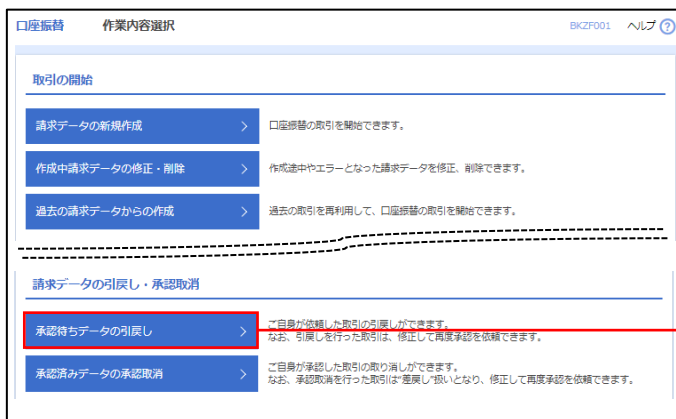 口座振替 作業内容選択 BKZF001 ヘルプ ?
取引の開始
請求データの新規作成 口座振替の取引を開始できます。
作成中請求データの修正・削除 作成途中やエラーとなった請求データを修正、削除できます。
過去の請求データからの作成 過去の取引を再利用して、口座振替の取引を開始できます。
請求データの引戻し・承認取消
承認待ちデータの引戻し ご自身が依頼した取引の引戻しができます。
なお、引戻しを行った取引は、修正して再度承認を依頼できます。
承認済みデータの承認取消 ご自身が承認した取引の取り消しができます。
なお、承認取消を行った取引は“差戻し”扱いとなり、修正して再度承認を依頼できます。